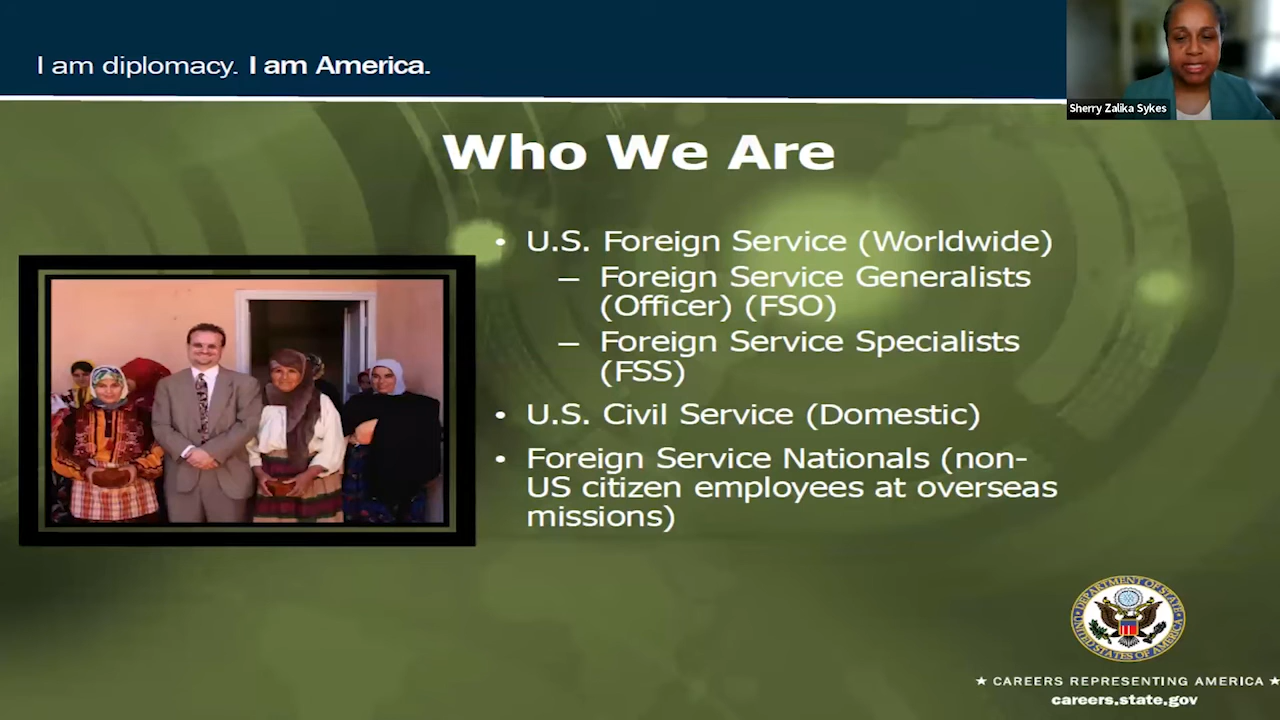 I am diplomacy. I am America.
Sherry Zalika Sykes
Who We Are
• U.S. Foreign Service (Worldwide)
– Foreign Service Generalists
(Officer) (FSO)
– Foreign Service Specialists
(FSS)
• U.S. Civil Service (Domestic)
• Foreign Service Nationals (non-
US citizen employees at overseas
missions)
DEPARTMENT OF STATE
UNITED STATES OF AMERICA
★ CAREERS REPRESENTING AMERICA ★
careers.state.gov